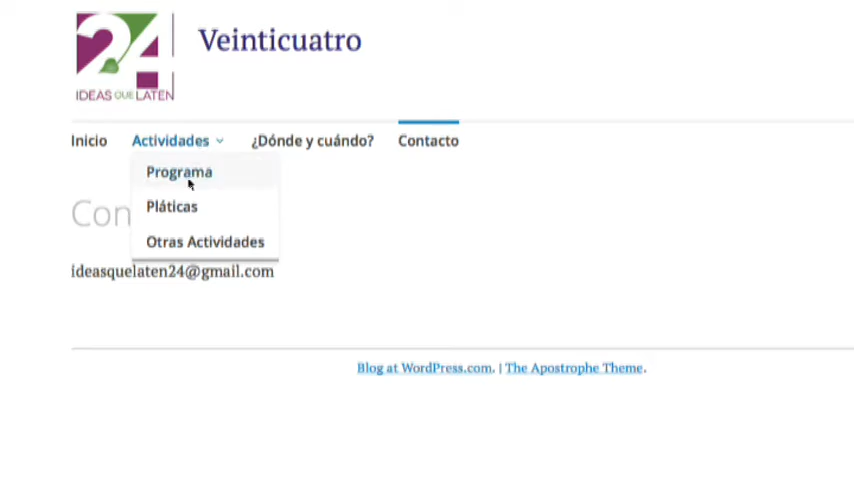 24
IDEAS QUE LATEN
Veinticuatro
Inicio
Actividades
¿Dónde y cuándo?
Contacto
Programa
Pláticas
Otras Actividades
Con
ideasquelaten24@gmail.com
Blog at WordPress.com. | The Apostrophe Theme.